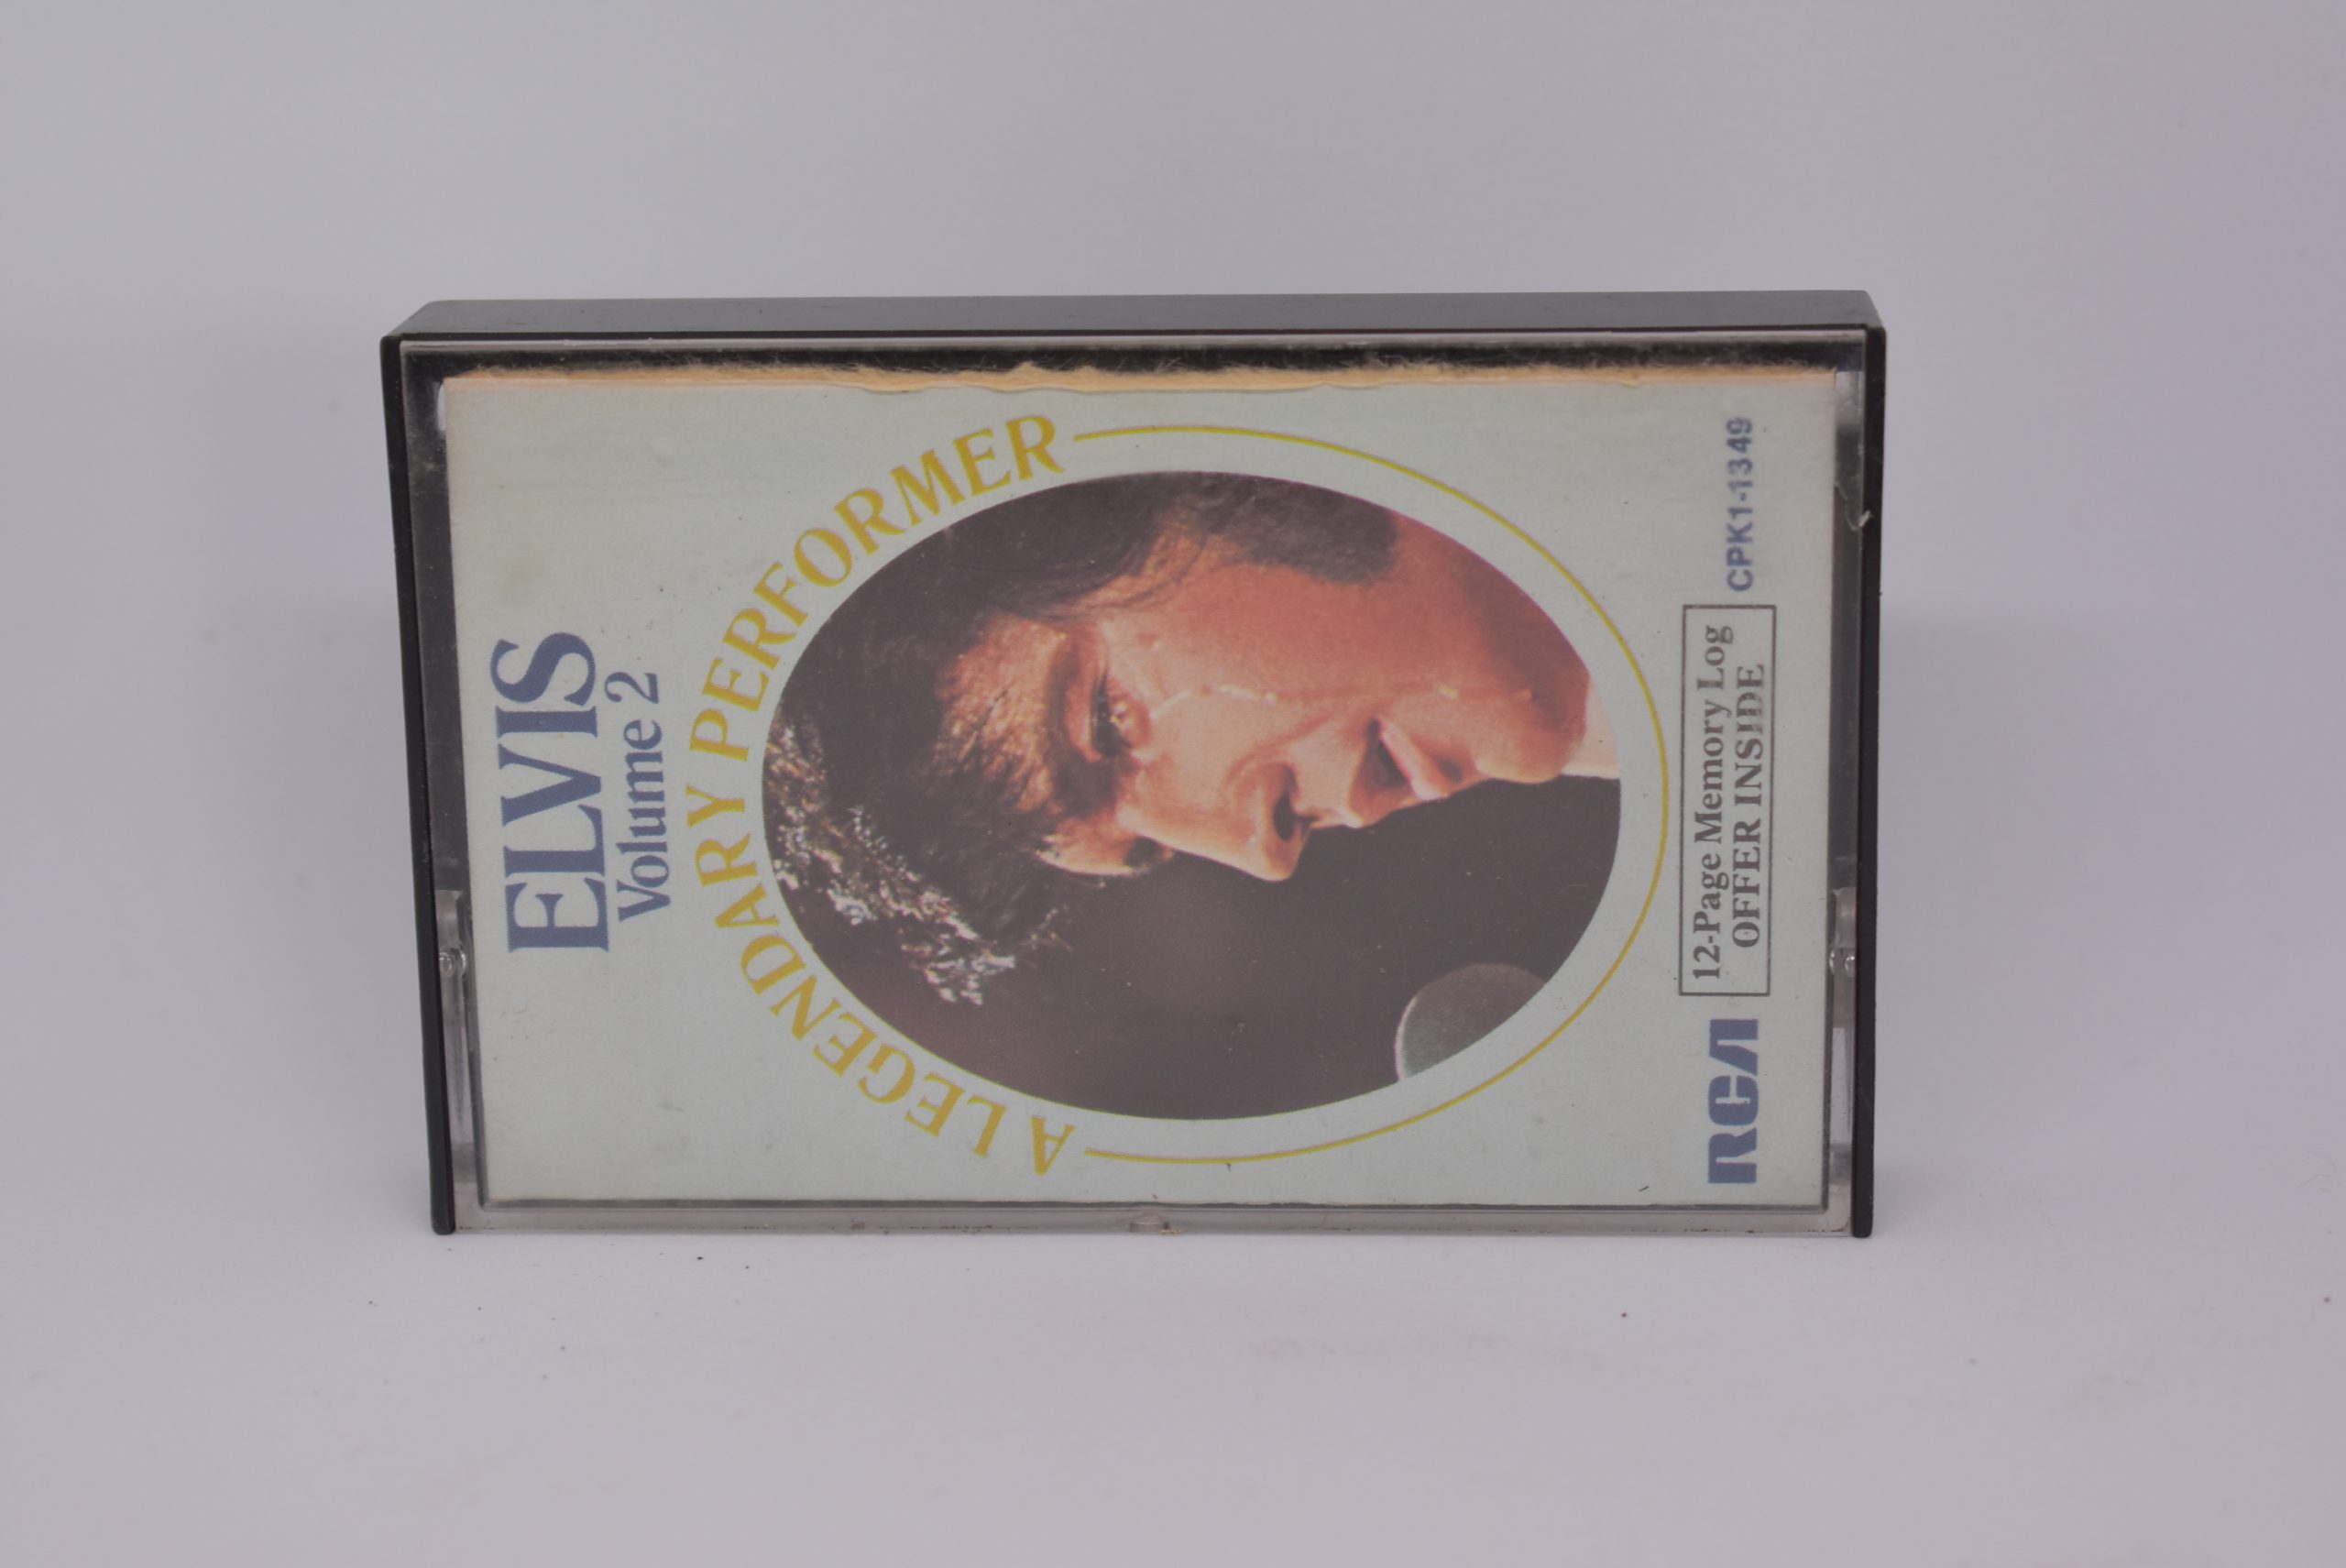 ELVIS
Volume 2
A LEGENDARY PERFORMER
RCA
12-Page Memory Log
OFFER INSIDE
CPK1-1349